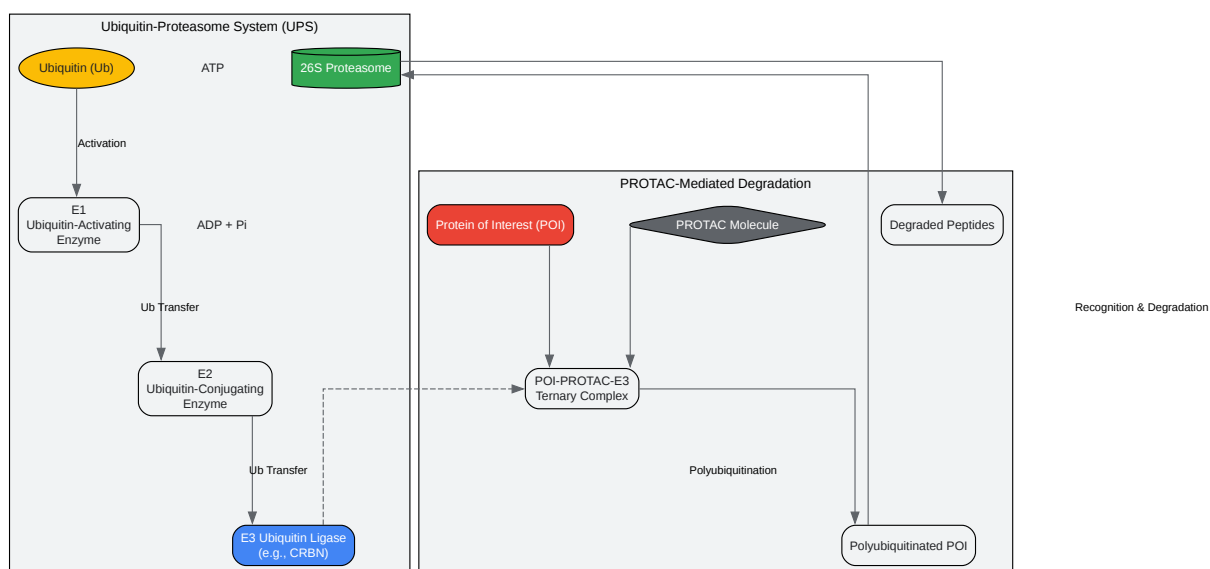 Ubiquitin-Proteasome System (UPS)
Ubiquitin (Ub)
ATP
26S Proteasome
Activation
PROTAC-Mediated Degradation
E1
Ubiquitin-Activating
Enzyme
ADP + Pi
Protein of Interest (POI)
PROTAC Molecule
Degraded Peptides
Ub Transfer
Recognition & Degradation
E2
Ubiquitin-Conjugating
Enzyme
POI-PROTAC-E3
Ternary Complex
Ub Transfer
Polyubiquitination
E3 Ubiquitin Ligase
(e.g., CRBN)
Polyubiquitinated POI